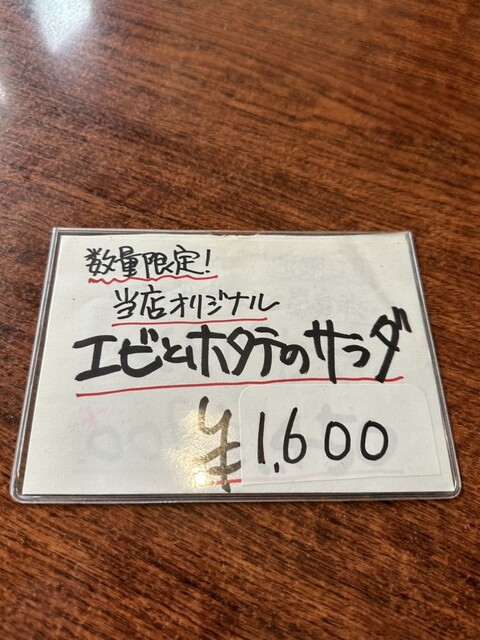 数量限定!
当店オリジナル
エビとホタテのサラダ
¥1,600